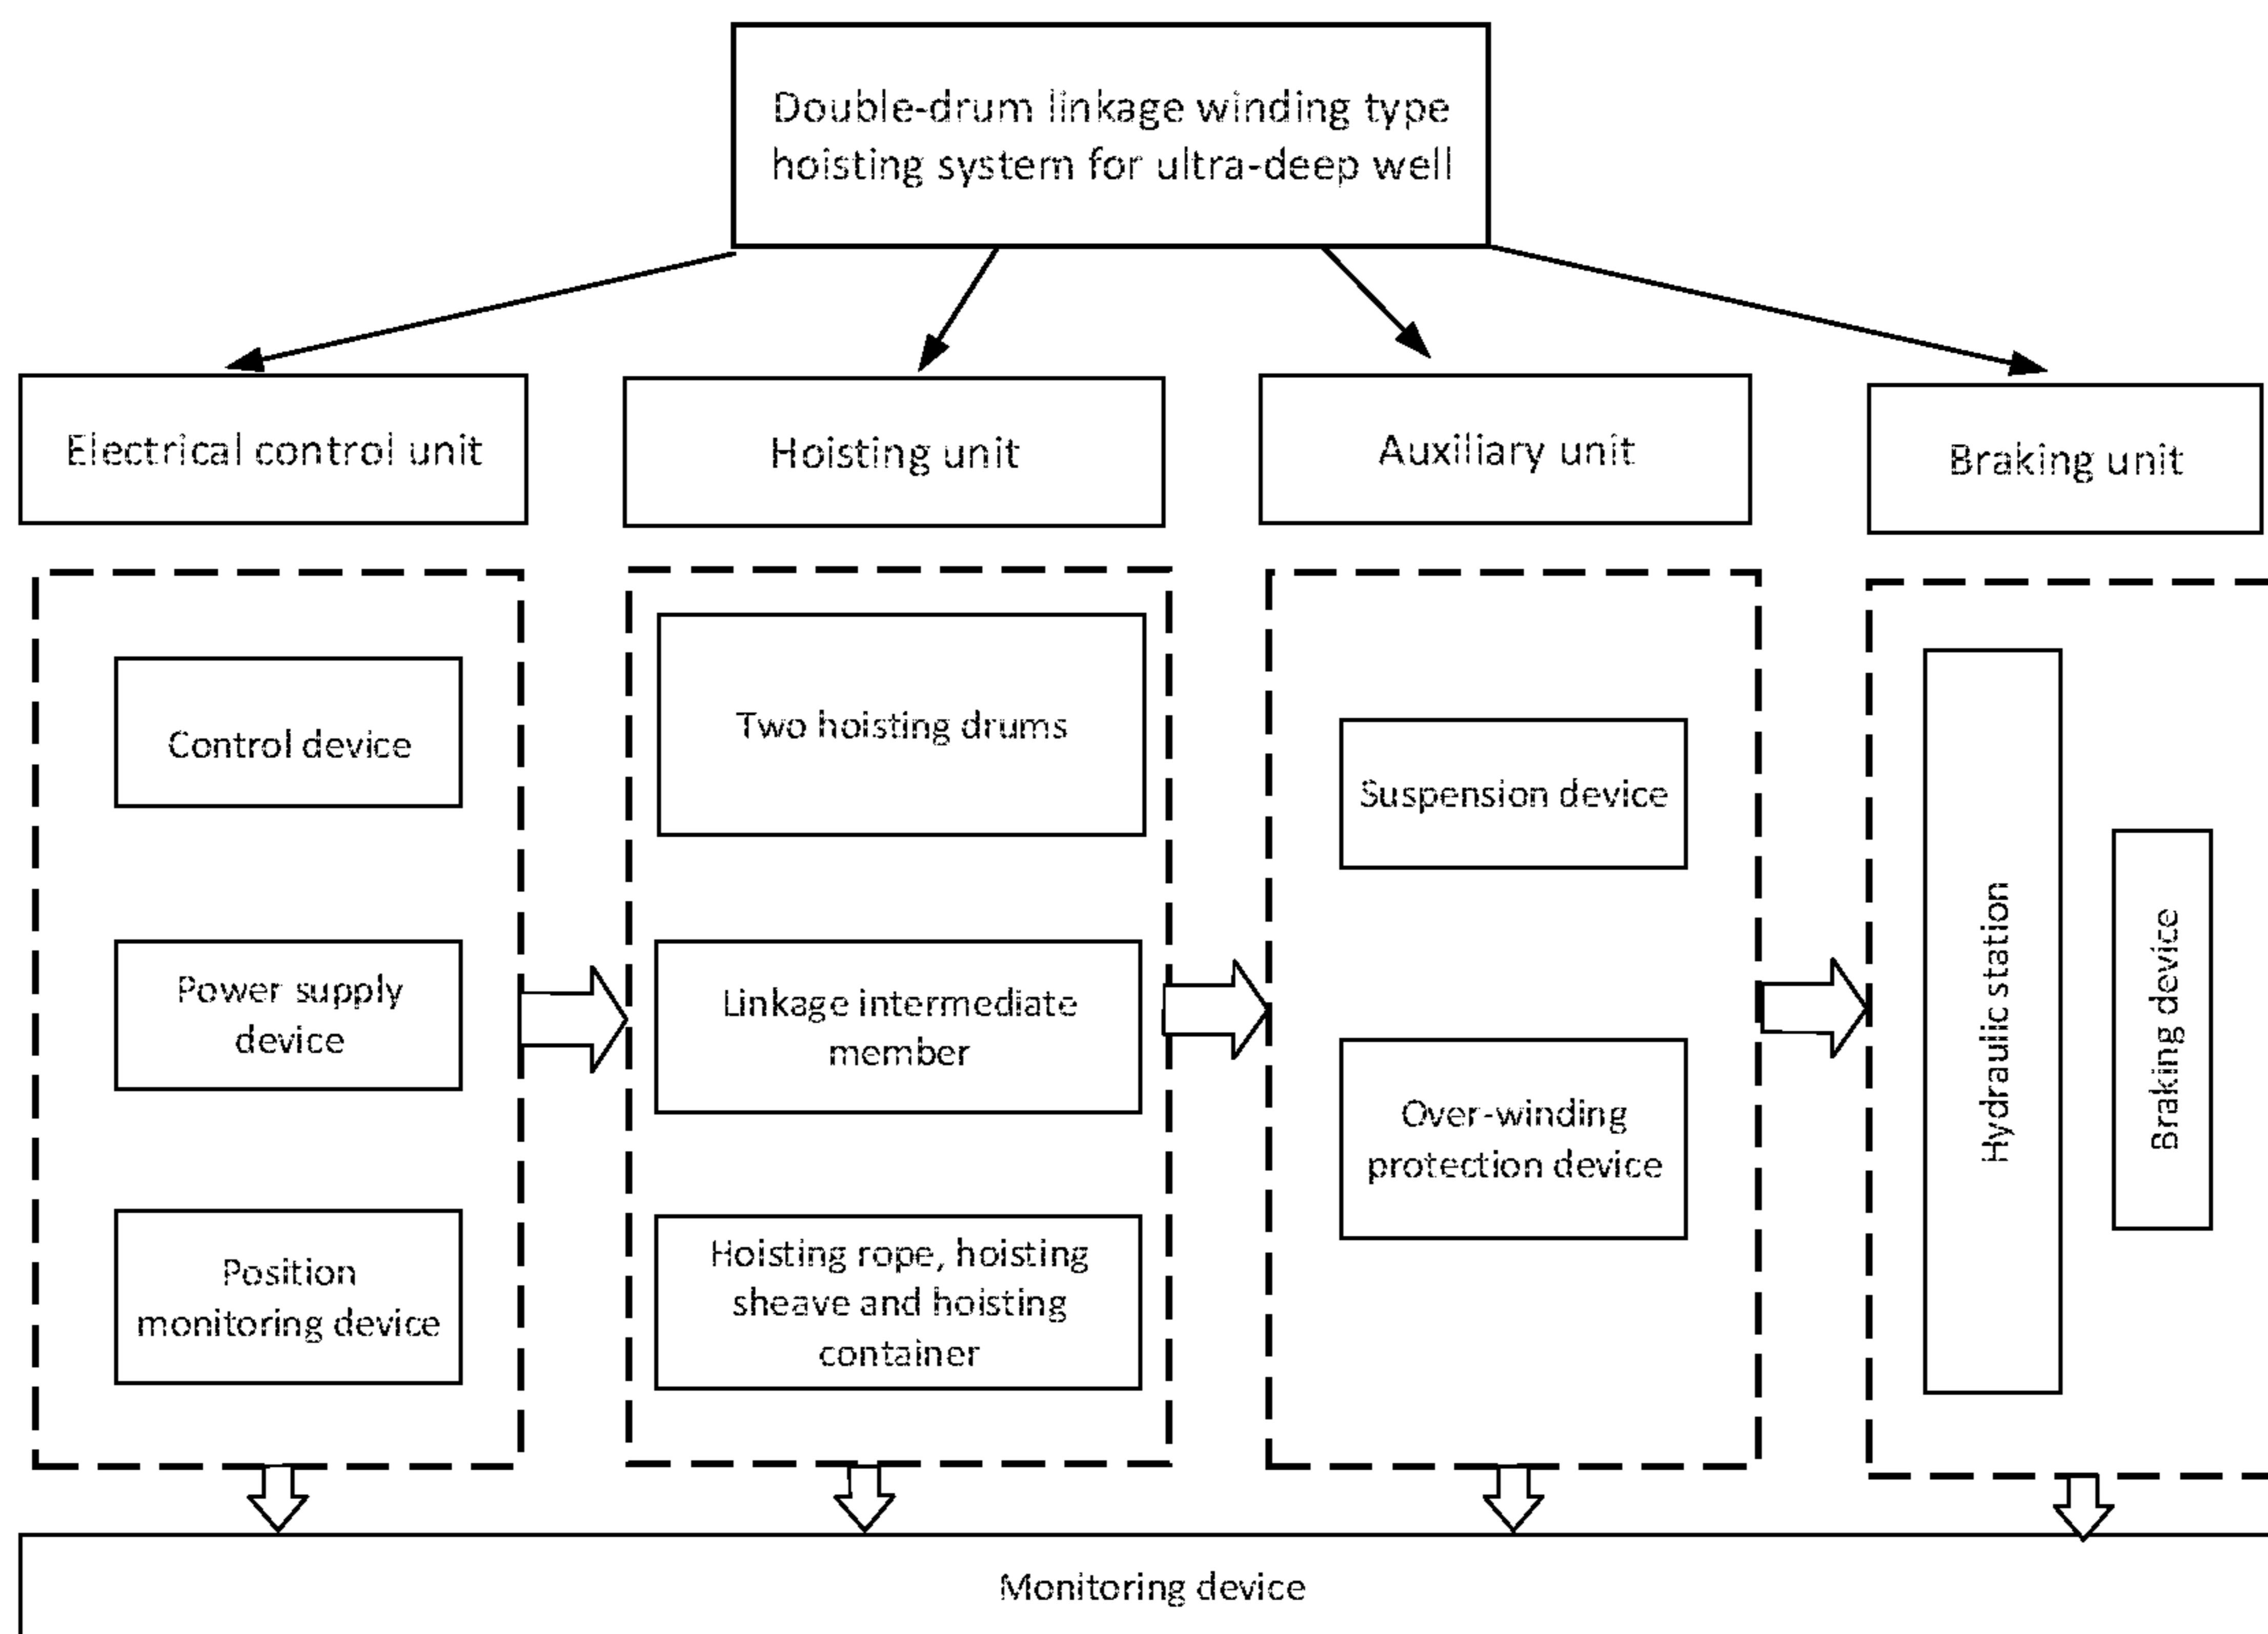 Double-drum linkage winding type
hoisting system for ultra-deep well
Electrical control unit
Hoisting unit
Auxiliary unit
Braking unit
Control device
Power supply
device
Position
monitoring device
Two hoisting drums
Linkage intermediate
member
Hoisting rope, hoisting
sheave and hoisting
container
Suspension device
Over-winding
protection device
Hydraulic station
Braking device
Monitoring device